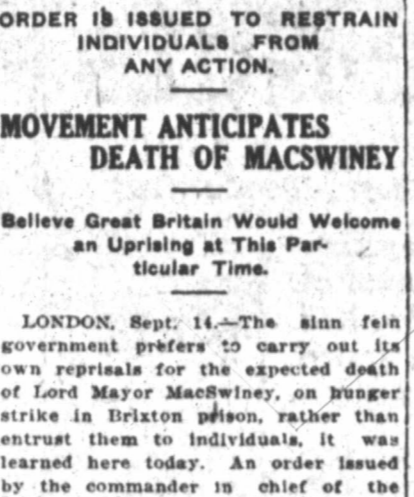 ORDER IS ISSUED TO RESTRAIN
INDIVIDUALS FROM
ANY ACTION.
MOVEMENT ANTICIPATES
DEATH OF MACSWINEY
Believe Great Britain Would Welcome
an Uprising at This Par-
ticular Time.
LONDON, Sept. 14.—The sinn fein
government prefers to carry out its
own reprisals for the expected death
of Lord Mayor MacSwiney, on hunger
strike in Brixton prison, rather than
entrust them to individuals, it was
learned here today. An order issued
by the commander in chief of the